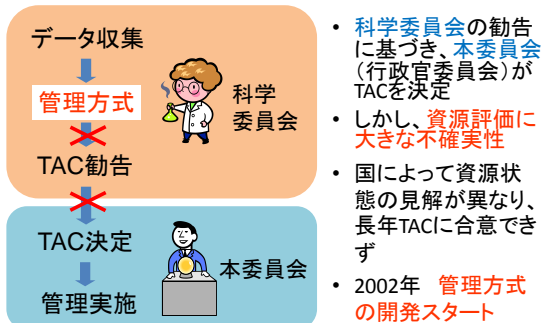 データ収集
管理方式
科学
委員会
TAC勧告
TAC決定
本委員会
管理実施
• 科学委員会の勧告
に基づき、本委員会
（行政官委員会）が
TACを決定
• しかし、資源評価に
大きな不確実性
• 国によって資源状
態の見解が異なり、
長年TACに合意でき
ず
• 2002年　管理方式
の開発スタート